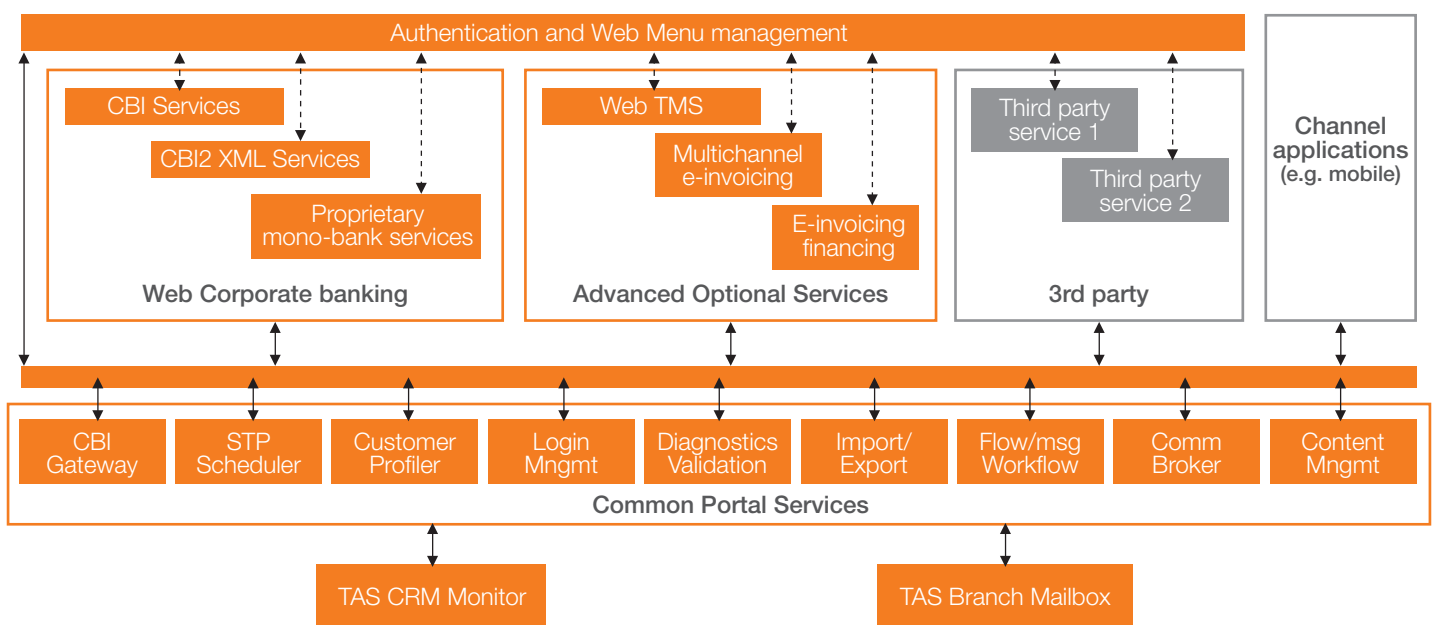 Authentication and Web Menu management
CBI Services
CBI2 XML Services
Proprietary
mono-bank services
Web Corporate banking
Web TMS
Multichannel
e-invoicing
E-invoicing
financing
Advanced Optional Services
Third party
service 1
Third party
service 2
3rd party
Channel
applications
(e.g. mobile)
CBI
Gateway
STP
Scheduler
Customer
Profiler
Login
Mngmt
Diagnostics
Validation
Import/
Export
Flow/msg
Workflow
Comm
Broker
Content
Mngmt
Common Portal Services
TAS CRM Monitor
TAS Branch Mailbox